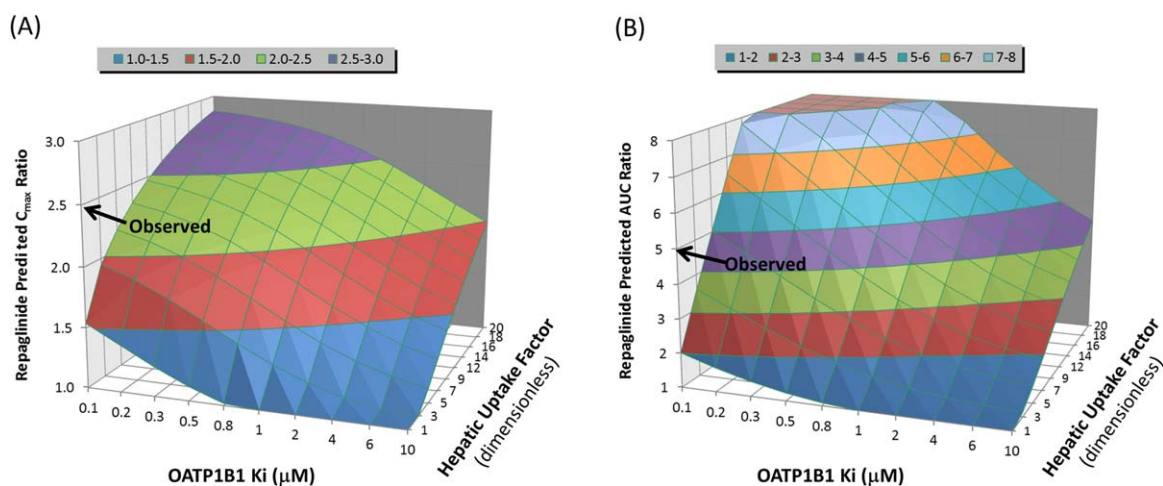 (A)
1.0-1.5 1.5-2.0 2.0-2.5 2.5-3.0
Repaglinide Predi ted Cmax Ratio
3.0
2.5
2.0
1.5
1.0
Observed
0.1 0.2 0.3 0.5 0.8 1 2 4 6 10
OATP1B1 Ki (μM)
1 3 5 7 9 12 14 16 18 20
Hepatic Uptake Factor
(dimensionless)
(B)
1-2 2-3 3-4 4-5 5-6 6-7 7-8
Repaglinide Predicted AUC Ratio
8
7
6
5
4
3
2
1
Observed
0.1 0.2 0.3 0.5 0.8 1 2 4 6 10
OATP1B1 Ki (μM)
1 3 5 7 9 12 14 16 18 20
Hepatic Uptake Factor
(dimensionless)